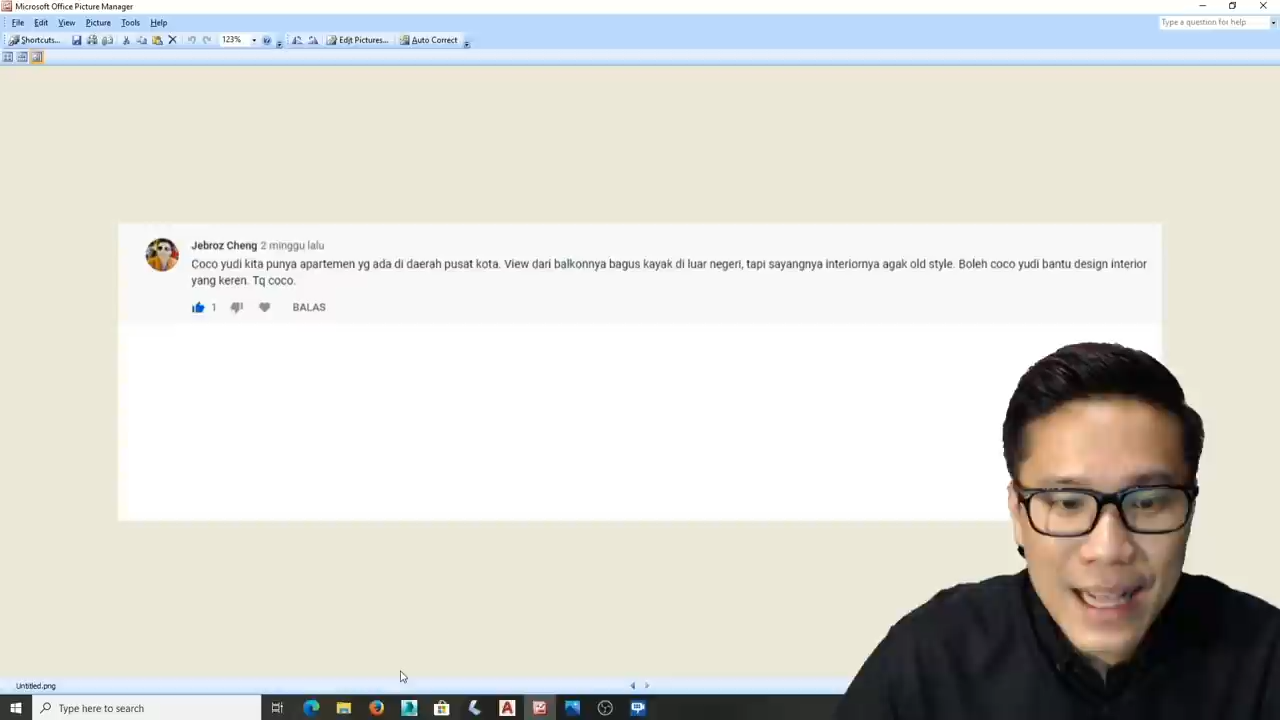 Microsoft Office Picture Manager
File Edit View Picture Tools Help
Type a question for help
Shortcuts... 123% Edit Pictures... Auto Correct
Jebroz Cheng 2 minggu lalu
Coco yudi kita punya apartemen yg ada di daerah pusat kota. View dari balkonnya bagus kayak di luar negeri, tapi sayangnya interiornya agak old style. Boleh coco yudi bantu design interior
yang keren. Tq coco.
1 BALAS
Untitled.png
Type here to search